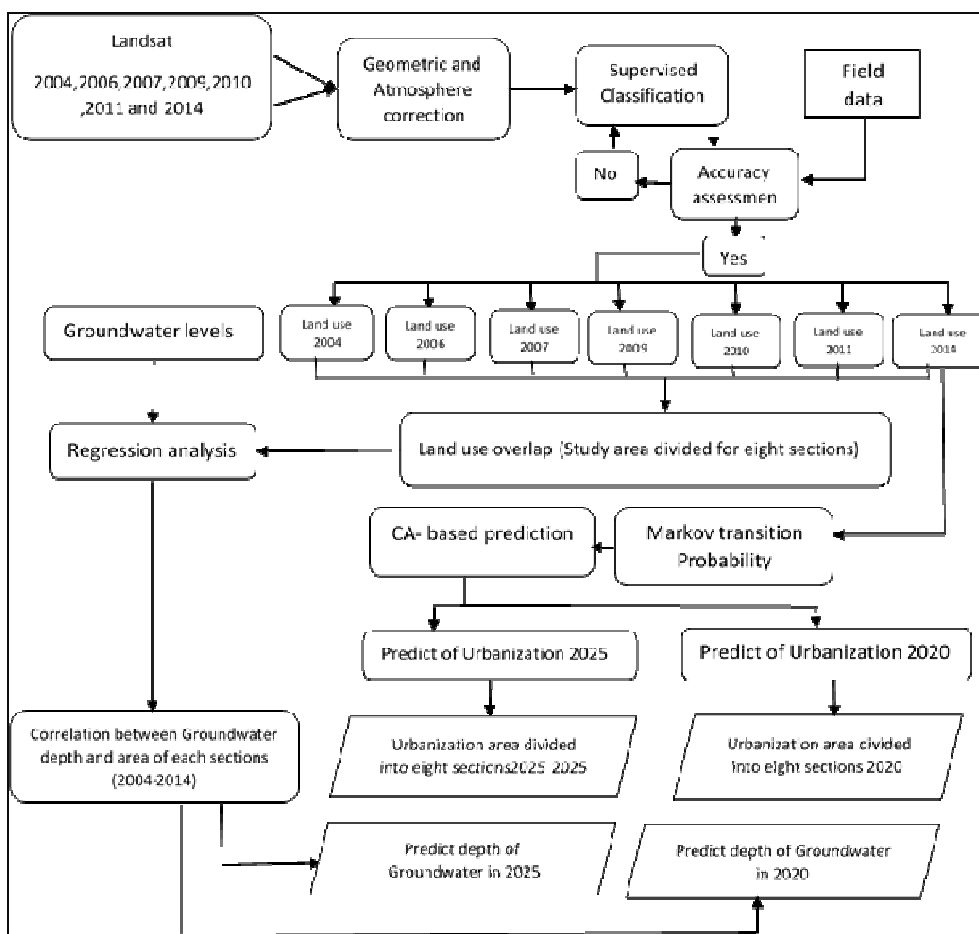 Landsat
2004,2006,2007,2009,2010
,2011 and 2014
Geometric and
Atmosphere
correction
Supervised
Classification
Field
data
No
Accuracy
assessmen
Yes
Groundwater levels
Land use
2004
Land use
2006
Land use
2007
Land use
2009
Land use
2010
Land use
2011
Land use
2014
Regression analysis
Land use overlap (Study area divided for eight sections)
CA- based prediction
Markov transition
Probability
Predict of Urbanization 2025
Predict of Urbanization 2020
Correlation between Groundwater
depth and area of each sections
(2004-2014)
Urbanization area divided
into eight sections2025-2025
Urbanization area divided
into eight sections 2020
Predict depth of
Groundwater in 2025
Predict depth of Groundwater
in 2020